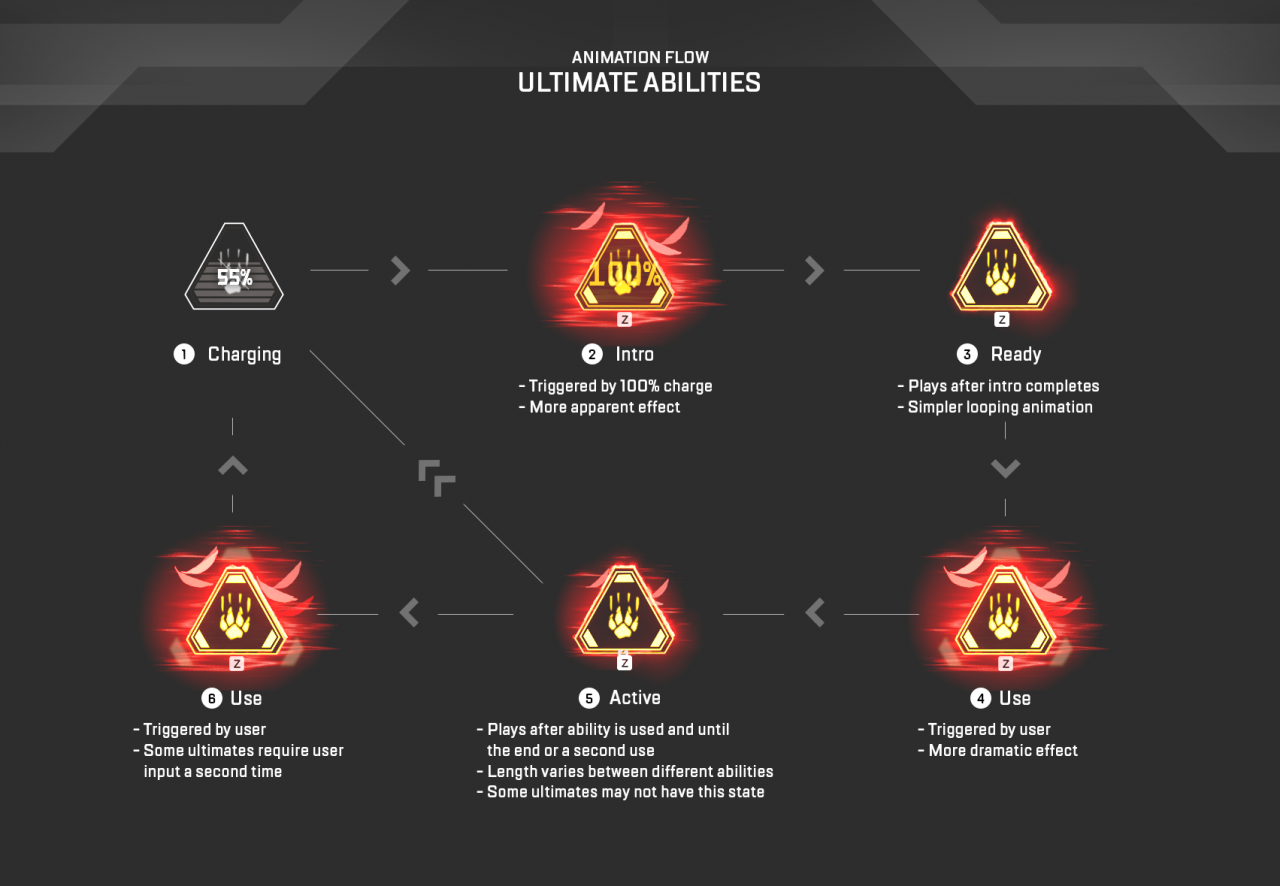 ANIMATION FLOW
ULTIMATE ABILITIES
55%
1 Charging
100%
Z
2 Intro
- Triggered by 100% charge
- More apparent effect
Z
3 Ready
- Plays after intro completes
- Simpler looping animation
Z
6 Use
- Triggered by user
- Some ultimates require user
input a second time
Z
5 Active
- Plays after ability is used and until
the end or a second use
- Length varies between different abilities
- Some ultimates may not have this state
Z
4 Use
- Triggered by user
- More dramatic effect